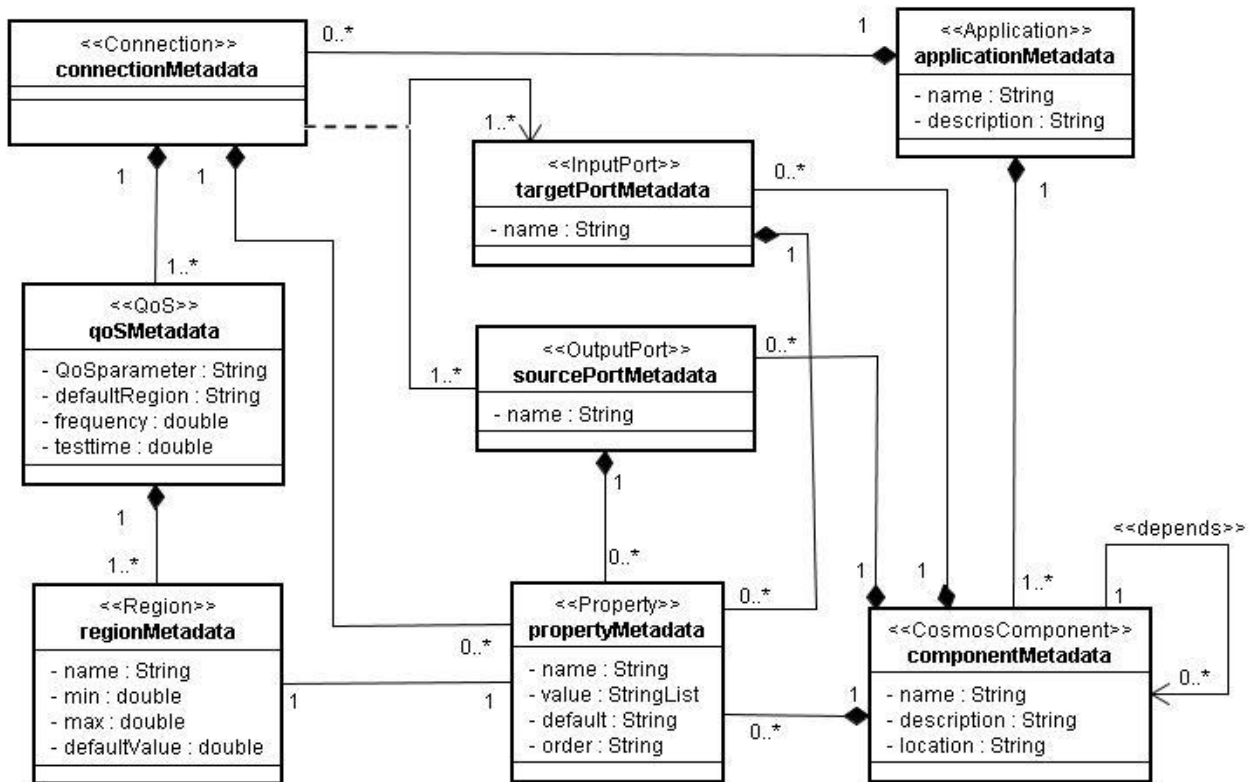 <<Connection>>
connectionMetadata
0..*
1
<<Application>>
applicationMetadata
- name : String
- description : String
1
1
1
1..*
<<InputPort>>
targetPortMetadata
- name : String
0..*
1
1..*
<<QoS>>
qoSMetadata
- QoSparameter : String
- defaultRegion : String
- frequency : double
- testtime : double
1..*
<<OutputPort>>
sourcePortMetadata
- name : String
0..*
1
1
1..*
0..*
0..*
1
1
1..*
<<depends>>
1
0..*
<<Region>>
regionMetadata
- name : String
- min : double
- max : double
- defaultValue : double
0..*
1
1
<<Property>>
propertyMetadata
- name : String
- value : StringList
- default : String
- order : String
1
0..*
<<CosmosComponent>>
componentMetadata
- name : String
- description : String
- location : String